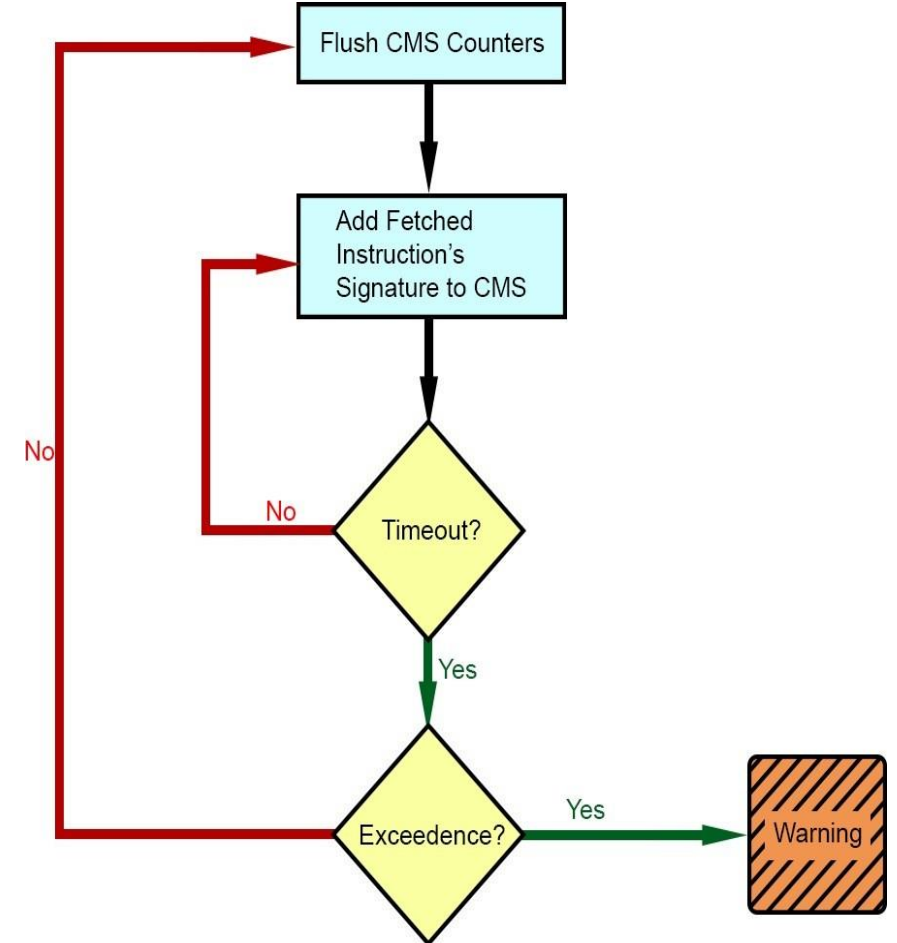 Flush CMS Counters
Add Fetched
Instruction's
Signature to CMS
No
No
Timeout?
Yes
Exceedence?
Yes
Warning